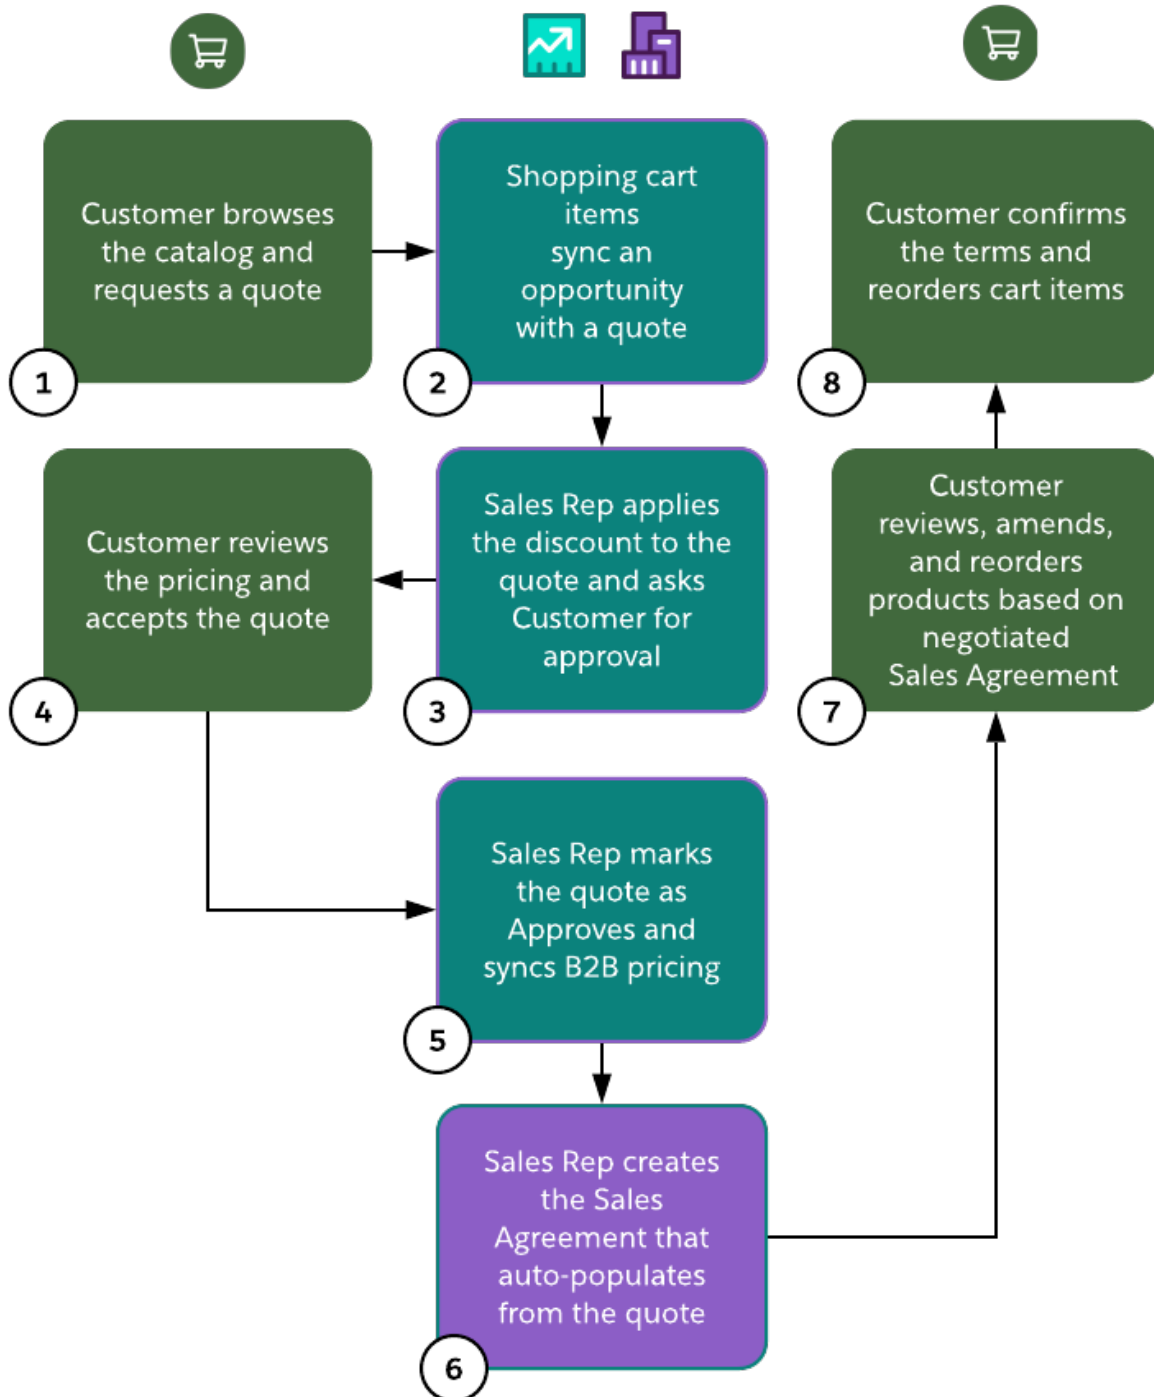 Customer browses
the catalog and
requests a quote
1
Shopping cart
items
sync an
opportunity
with a quote
2
Sales Rep applies
the discount to the
quote and asks
Customer for
approval
3
Customer reviews
the pricing and
accepts the quote
4
Sales Rep marks
the quote as
Approves and
syncs B2B pricing
5
Sales Rep creates
the Sales
Agreement that
auto-populates
from the quote
6
Customer
reviews, amends,
and reorders
products based on
negotiated
Sales Agreement
7
Customer confirms
the terms and
reorders cart items
8